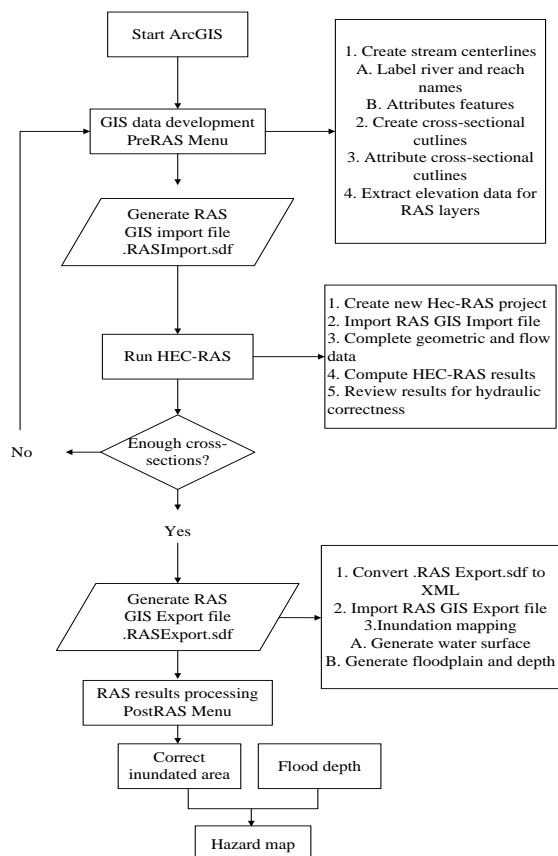 Start ArcGIS
1. Create stream centerlines
A. Label river and reach
names
B. Attributes features
2. Create cross-sectional
cutlines
3. Attribute cross-sectional
cutlines
4. Extract elevation data for
RAS layers
GIS data development
PreRAS Menu
Generate RAS
GIS import file
.RASImport.sdf
Run HEC-RAS
1. Create new Hec-RAS project
2. Import RAS GIS Import file
3. Complete geometric and flow
data
4. Compute HEC-RAS results
5. Review results for hydraulic
correctness
Enough cross-
sections?
No
Yes
Generate RAS
GIS Export file
.RASExport.sdf
1. Convert .RAS Export.sdf to
XML
2. Import RAS GIS Export file
3.Inundation mapping
A. Generate water surface
B. Generate floodplain and depth
RAS results processing
PostRAS Menu
Correct
inundated area
Flood depth
Hazard map